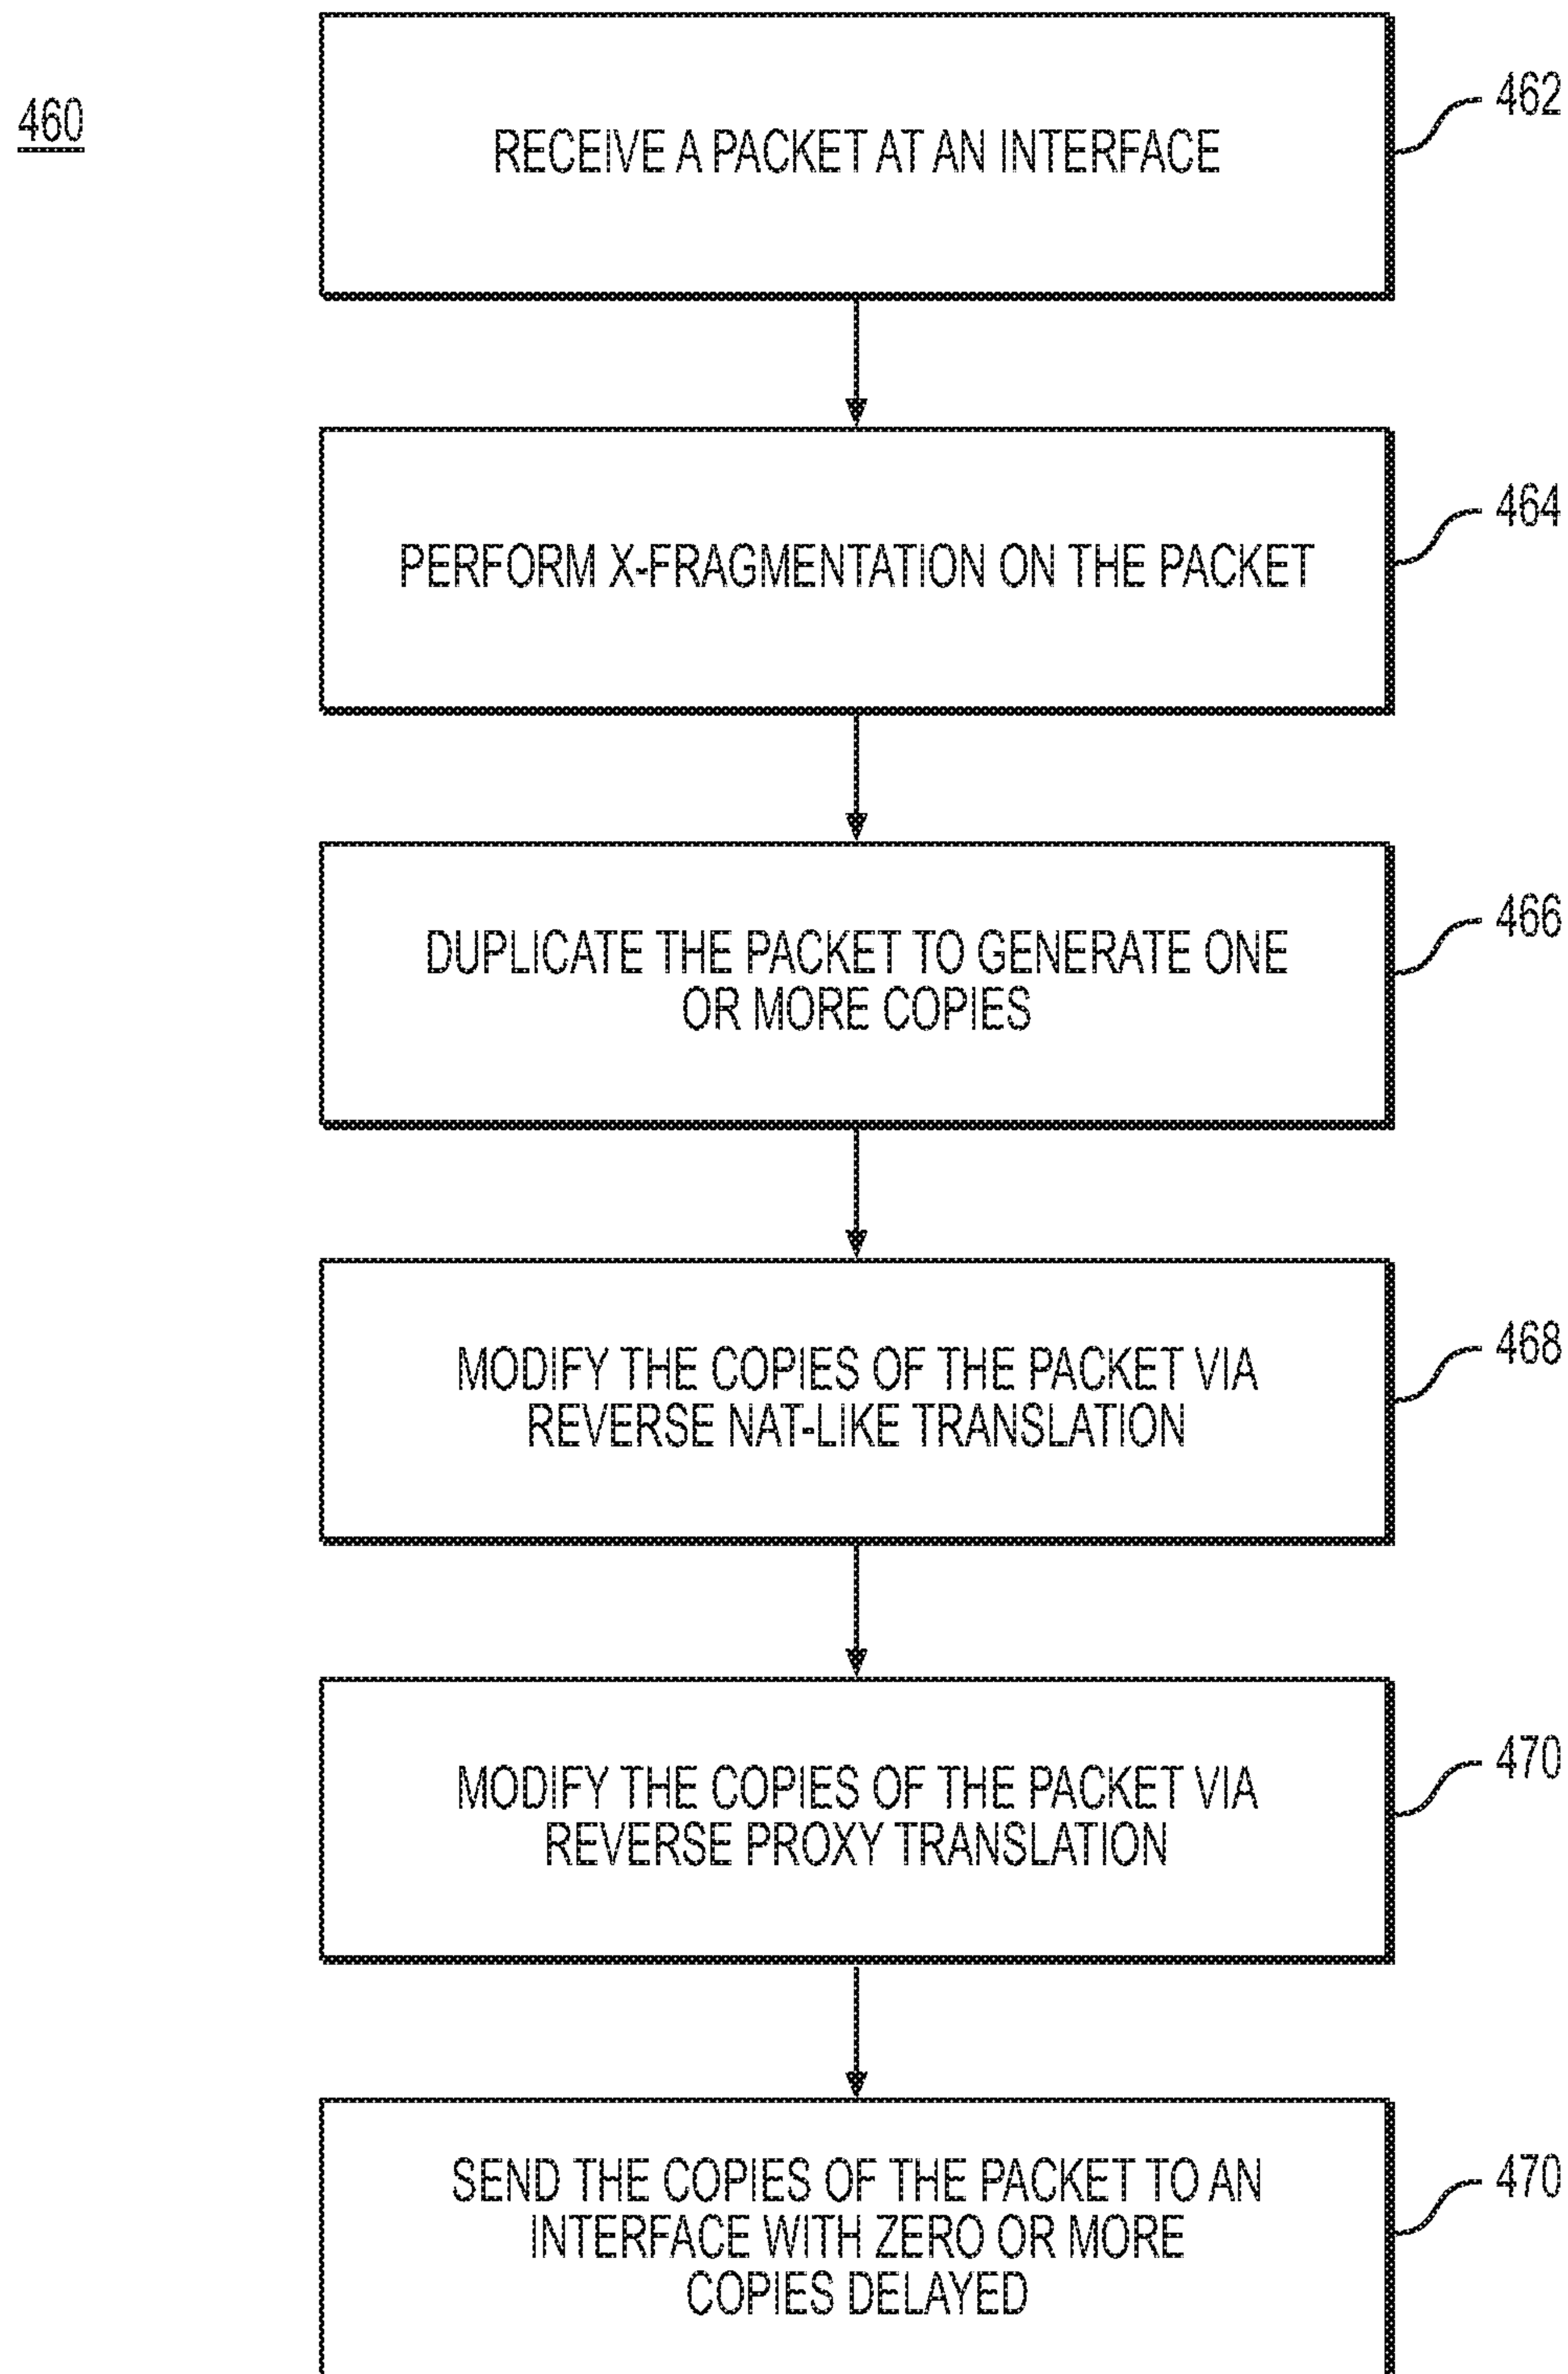 460
RECEIVE A PACKET AT AN INTERFACE
462
PERFORM X-FRAGMENTATION ON THE PACKET
464
DUPLICATE THE PACKET TO GENERATE ONE
OR MORE COPIES
466
MODIFY THE COPIES OF THE PACKET VIA
REVERSE NAT-LIKE TRANSLATION
468
MODIFY THE COPIES OF THE PACKET VIA
REVERSE PROXY TRANSLATION
470
SEND THE COPIES OF THE PACKET TO AN
INTERFACE WITH ZERO OR MORE
COPIES DELAYED
470